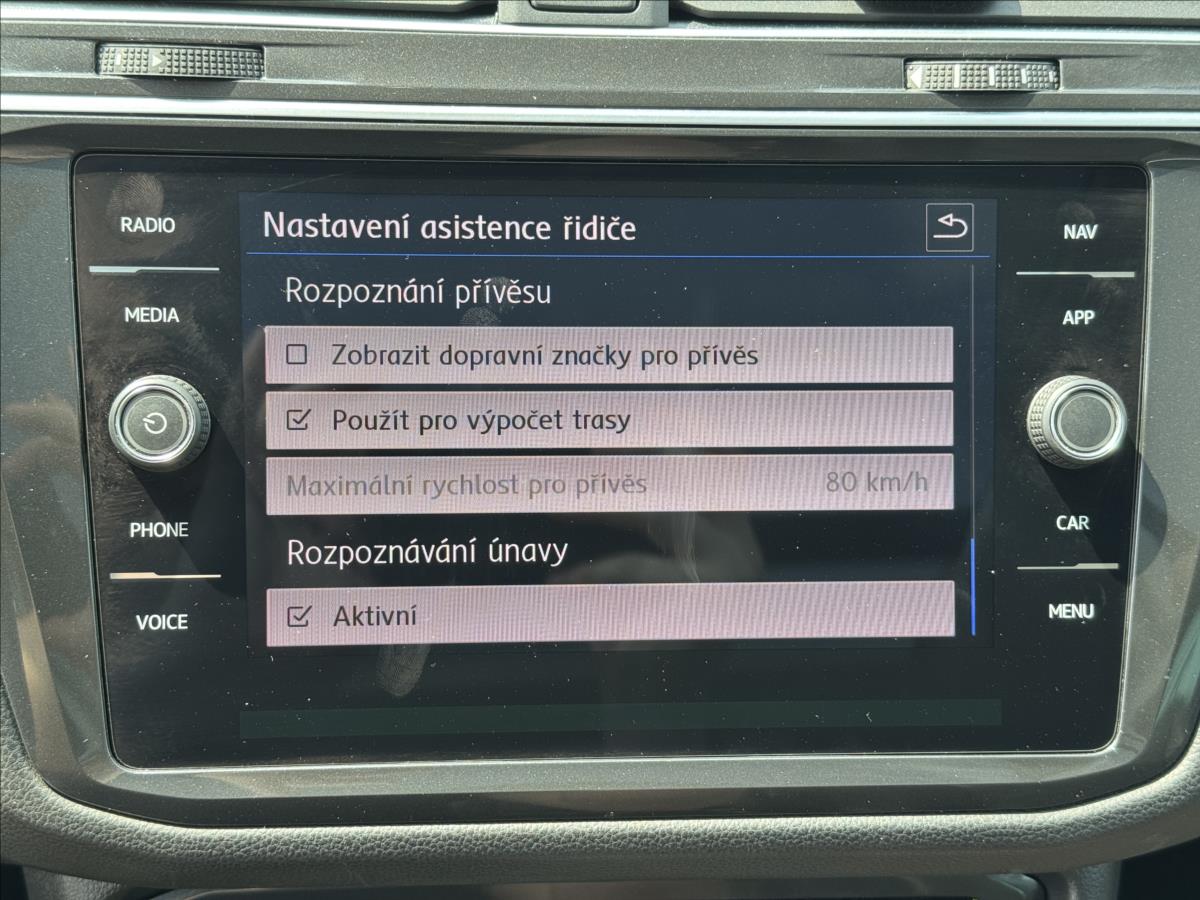 RADIO
MEDIA
PHONE
VOICE
Nastavení asistence řidiče
Rozpoznání přívěsu
Zobrazit dopravní značky pro přívěs
Použít pro výpočet trasy
Maximální rychlost pro přívěs 80 km/h
Rozpoznávání únavy
Aktivní
NAV
APP
CAR
MENU